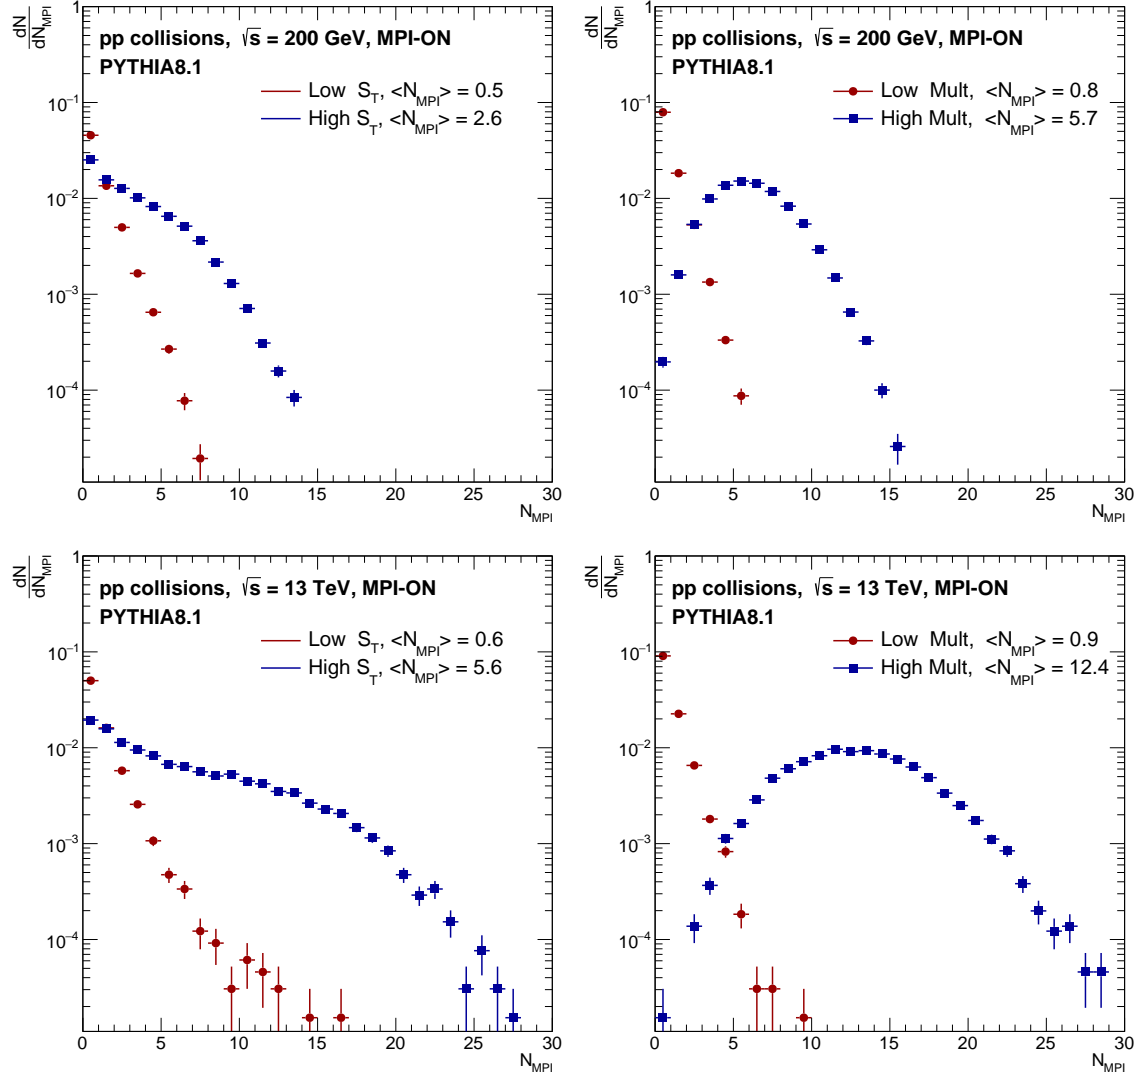 dN
dN_MPI
pp collisions, √s = 200 GeV, MPI-ON
PYTHIA8.1
Low S_T, <N_MPI> = 0.5
High S_T, <N_MPI> = 2.6
1
10^−1
10^−2
10^−3
10^−4
0 5 10 15 20 25 30
N_MPI
dN
dN_MPI
pp collisions, √s = 200 GeV, MPI-ON
PYTHIA8.1
Low Mult, <N_MPI> = 0.8
High Mult, <N_MPI> = 5.7
1
10^−1
10^−2
10^−3
10^−4
0 5 10 15 20 25 30
N_MPI
dN
dN_MPI
pp collisions, √s = 13 TeV, MPI-ON
PYTHIA8.1
Low S_T, <N_MPI> = 0.6
High S_T, <N_MPI> = 5.6
1
10^−1
10^−2
10^−3
10^−4
0 5 10 15 20 25 30
N_MPI
dN
dN_MPI
pp collisions, √s = 13 TeV, MPI-ON
PYTHIA8.1
Low Mult, <N_MPI> = 0.9
High Mult, <N_MPI> = 12.4
1
10^−1
10^−2
10^−3
10^−4
0 5 10 15 20 25 30
N_MPI